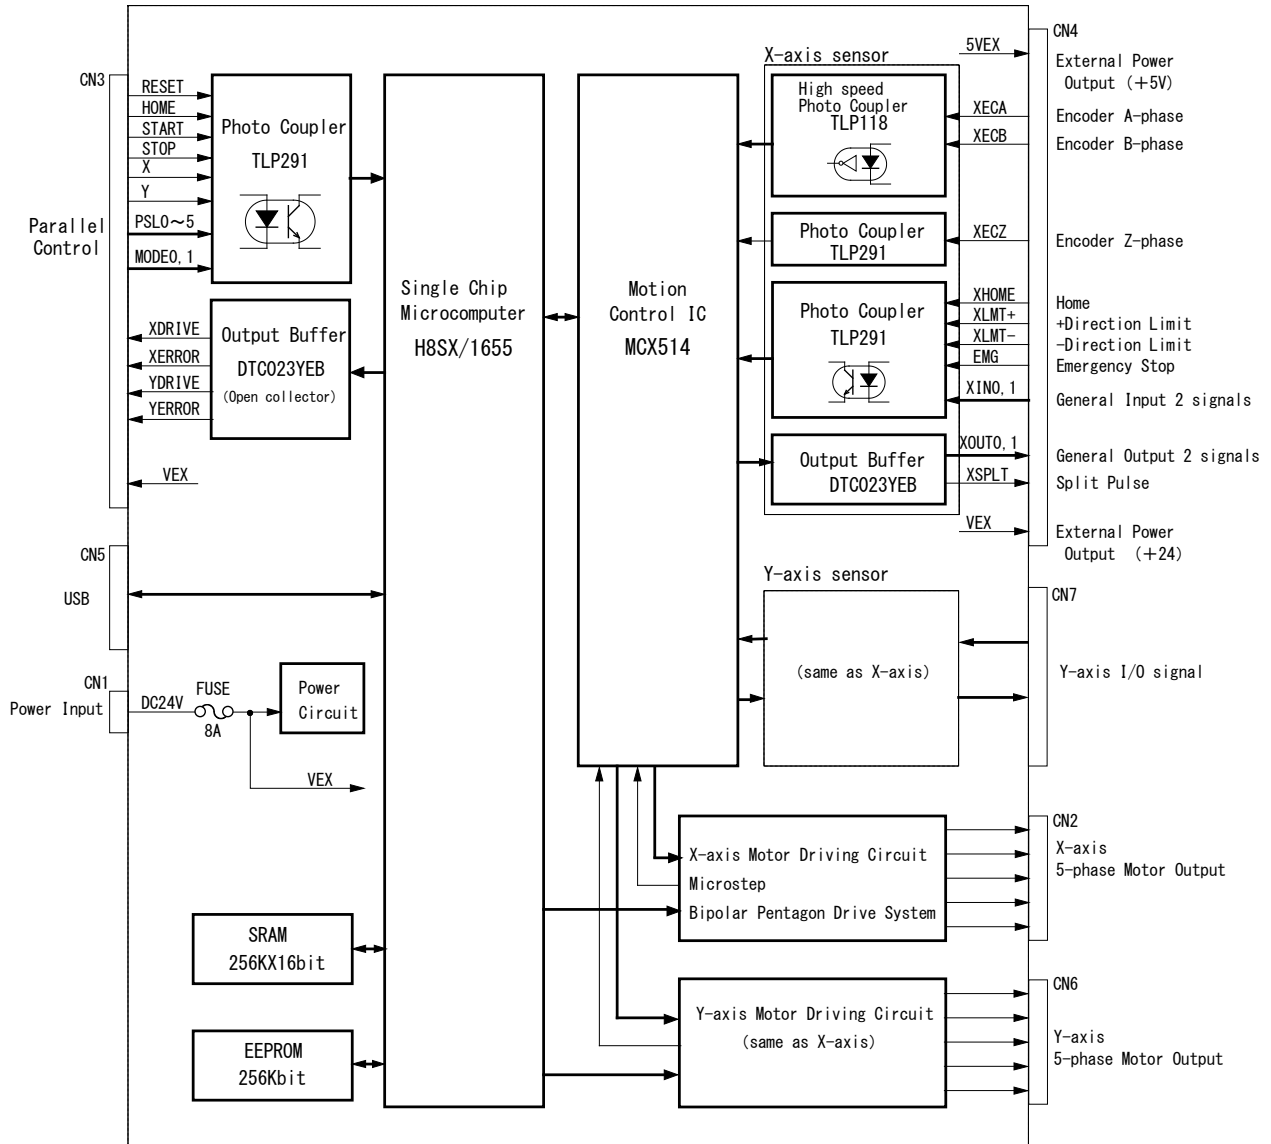 CN3
RESET
HOME
START
STOP
X
Y
PSL0～5
MODE0,1
Parallel
Control
Photo Coupler
TLP291
XDRIVE
XERROR
YDRIVE
YERROR
Output Buffer
DTC023YEB
(Open collector)
VEX
CN5
USB
CN1
Power Input
DC24V
FUSE
8A
Power
Circuit
VEX
SRAM
256KX16bit
EEPROM
256Kbit
Single Chip
Microcomputer
H8SX/1655
Motion
Control IC
MCX514
X-axis sensor
High speed
Photo Coupler
TLP118
Photo Coupler
TLP291
Photo Coupler
TLP291
Output Buffer
DTC023YEB
5VEX
XECA
XECB
XECZ
XHOME
XLMT+
XLMT-
EMG
XIN0,1
XOUT0,1
XSPLT
VEX
CN4
External Power
Output (＋5V)
Encoder A-phase
Encoder B-phase
Encoder Z-phase
Home
+Direction Limit
-Direction Limit
Emergency Stop
General Input 2 signals
General Output 2 signals
Split Pulse
External Power
Output (＋24)
Y-axis sensor
(same as X-axis)
CN7
Y-axis I/O signal
X-axis Motor Driving Circuit
Microstep
Bipolar Pentagon Drive System
CN2
X-axis
5-phase Motor Output
Y-axis Motor Driving Circuit
(same as X-axis)
CN6
Y-axis
5-phase Motor Output